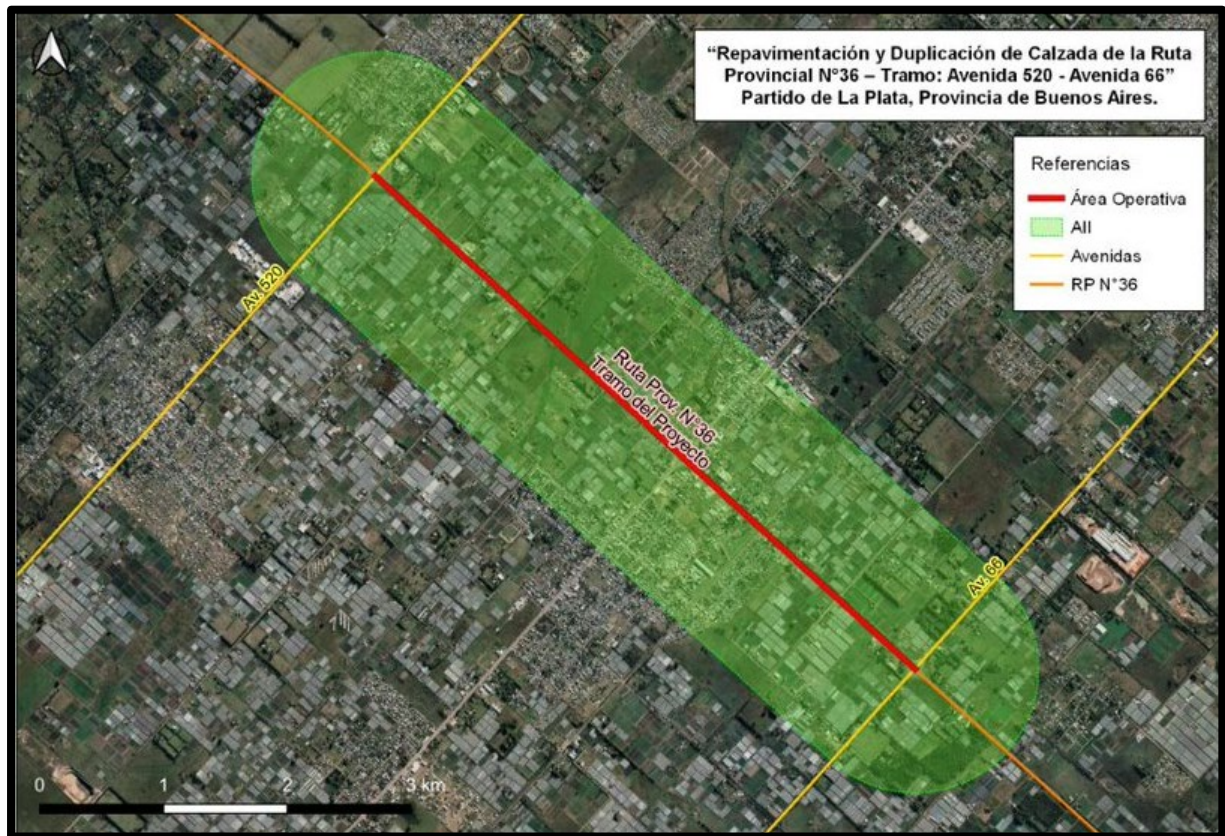 “Repavimentación y Duplicación de Calzada de la Ruta
Provincial N°36 – Tramo: Avenida 520 - Avenida 66”
Partido de La Plata, Provincia de Buenos Aires.
Referencias
Área Operativa
AII
Avenidas
RP N°36
Av. 520
Ruta Prov. N°36
Tramo del Proyecto
Av. 66
0 1 2 3 km